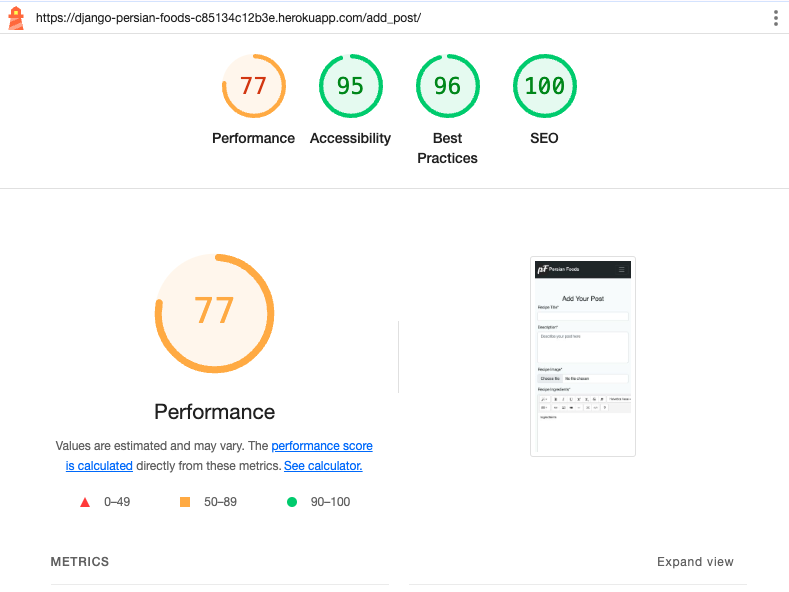 https://django-persian-foods-c85134c12b3e.herokuapp.com/add_post/
77
95
96
100
Performance
Accessibility
Best
Practices
SEO
77
Performance
Values are estimated and may vary. The performance score
is calculated directly from these metrics. See calculator.
0–49
50–89
90–100
Persian Foods
Add Your Post
Recipe Title*
Description*
Describe your post here
Recipe Image*
Choose file
No file chosen
Recipe Ingredients*
Ingredients
METRICS
Expand view